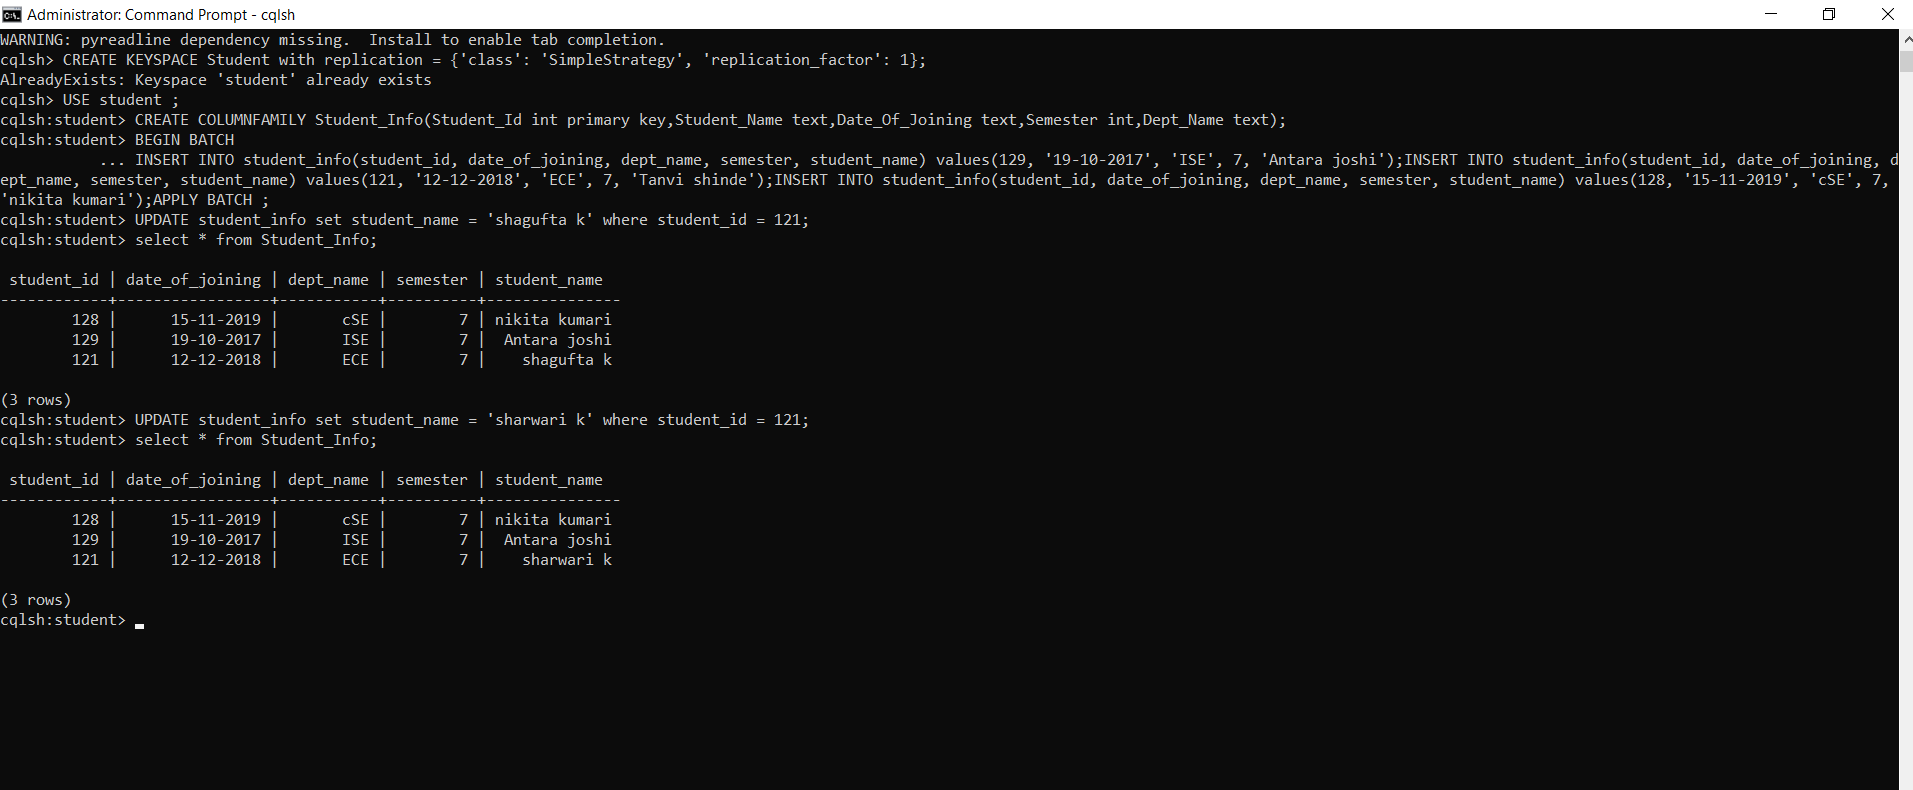 Administrator: Command Prompt - cqlsh
WARNING: pyreadline dependency missing.  Install to enable tab completion.
cqlsh> CREATE KEYSPACE Student with replication = {'class': 'SimpleStrategy', 'replication_factor': 1};
AlreadyExists: Keyspace 'student' already exists
cqlsh> USE student ;
cqlsh:student> CREATE COLUMNFAMILY Student_Info(Student_Id int primary key,Student_Name text,Date_Of_Joining text,Semester int,Dept_Name text);
cqlsh:student> BEGIN BATCH
           ... INSERT INTO student_info(student_id, date_of_joining, dept_name, semester, student_name) values(129, '19-10-2017', 'ISE', 7, 'Antara joshi');INSERT INTO student_info(student_id, date_of_joining, d
ept_name, semester, student_name) values(121, '12-12-2018', 'ECE', 7, 'Tanvi shinde');INSERT INTO student_info(student_id, date_of_joining, dept_name, semester, student_name) values(128, '15-11-2019', 'cSE', 7,
'nikita kumari');APPLY BATCH ;
cqlsh:student> UPDATE student_info set student_name = 'shagufta k' where student_id = 121;
cqlsh:student> select * from Student_Info;
 student_id | date_of_joining | dept_name | semester | student_name
------------+-----------------+-----------+----------+---------------
        128 |      15-11-2019 |       cSE |        7 | nikita kumari
        129 |      19-10-2017 |       ISE |        7 |  Antara joshi
        121 |      12-12-2018 |       ECE |        7 |    shagufta k
(3 rows)
cqlsh:student> UPDATE student_info set student_name = 'sharwari k' where student_id = 121;
cqlsh:student> select * from Student_Info;
 student_id | date_of_joining | dept_name | semester | student_name
------------+-----------------+-----------+----------+---------------
        128 |      15-11-2019 |       cSE |        7 | nikita kumari
        129 |      19-10-2017 |       ISE |        7 |  Antara joshi
        121 |      12-12-2018 |       ECE |        7 |    sharwari k
(3 rows)
cqlsh:student>